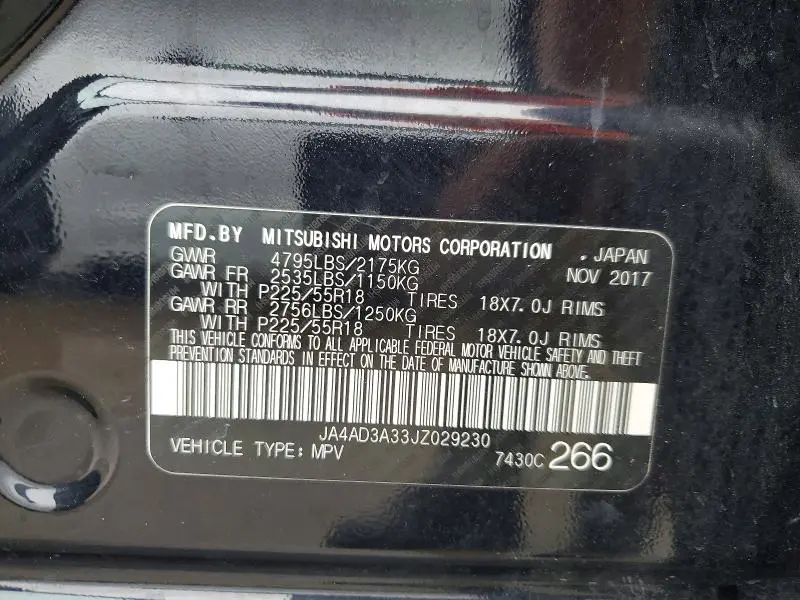 MFD.BY MITSUBISHI MOTORS CORPORATION . JAPAN
GWWR 4795LBS/2175KG NOV 2017
GAWR FR 2535LBS/1150KG
WITH P225/55R18 TIRES 18X7.0J RIMS
GAWR RR 2756LBS/1250KG
WITH P225/55R18 TIRES 18X7.0J RIMS
THIS VEHICLE CONFORMS TO ALL APPLICABLE FEDERAL MOTOR VEHICLE SAFETY AND THEFT
PREVENTION STANDARDS IN EFFECT ON THE DATE OF MANUFACTURE SHOWN ABOVE.
JA4AD3A33JZ029230
VEHICLE TYPE: MPV 7430C 266